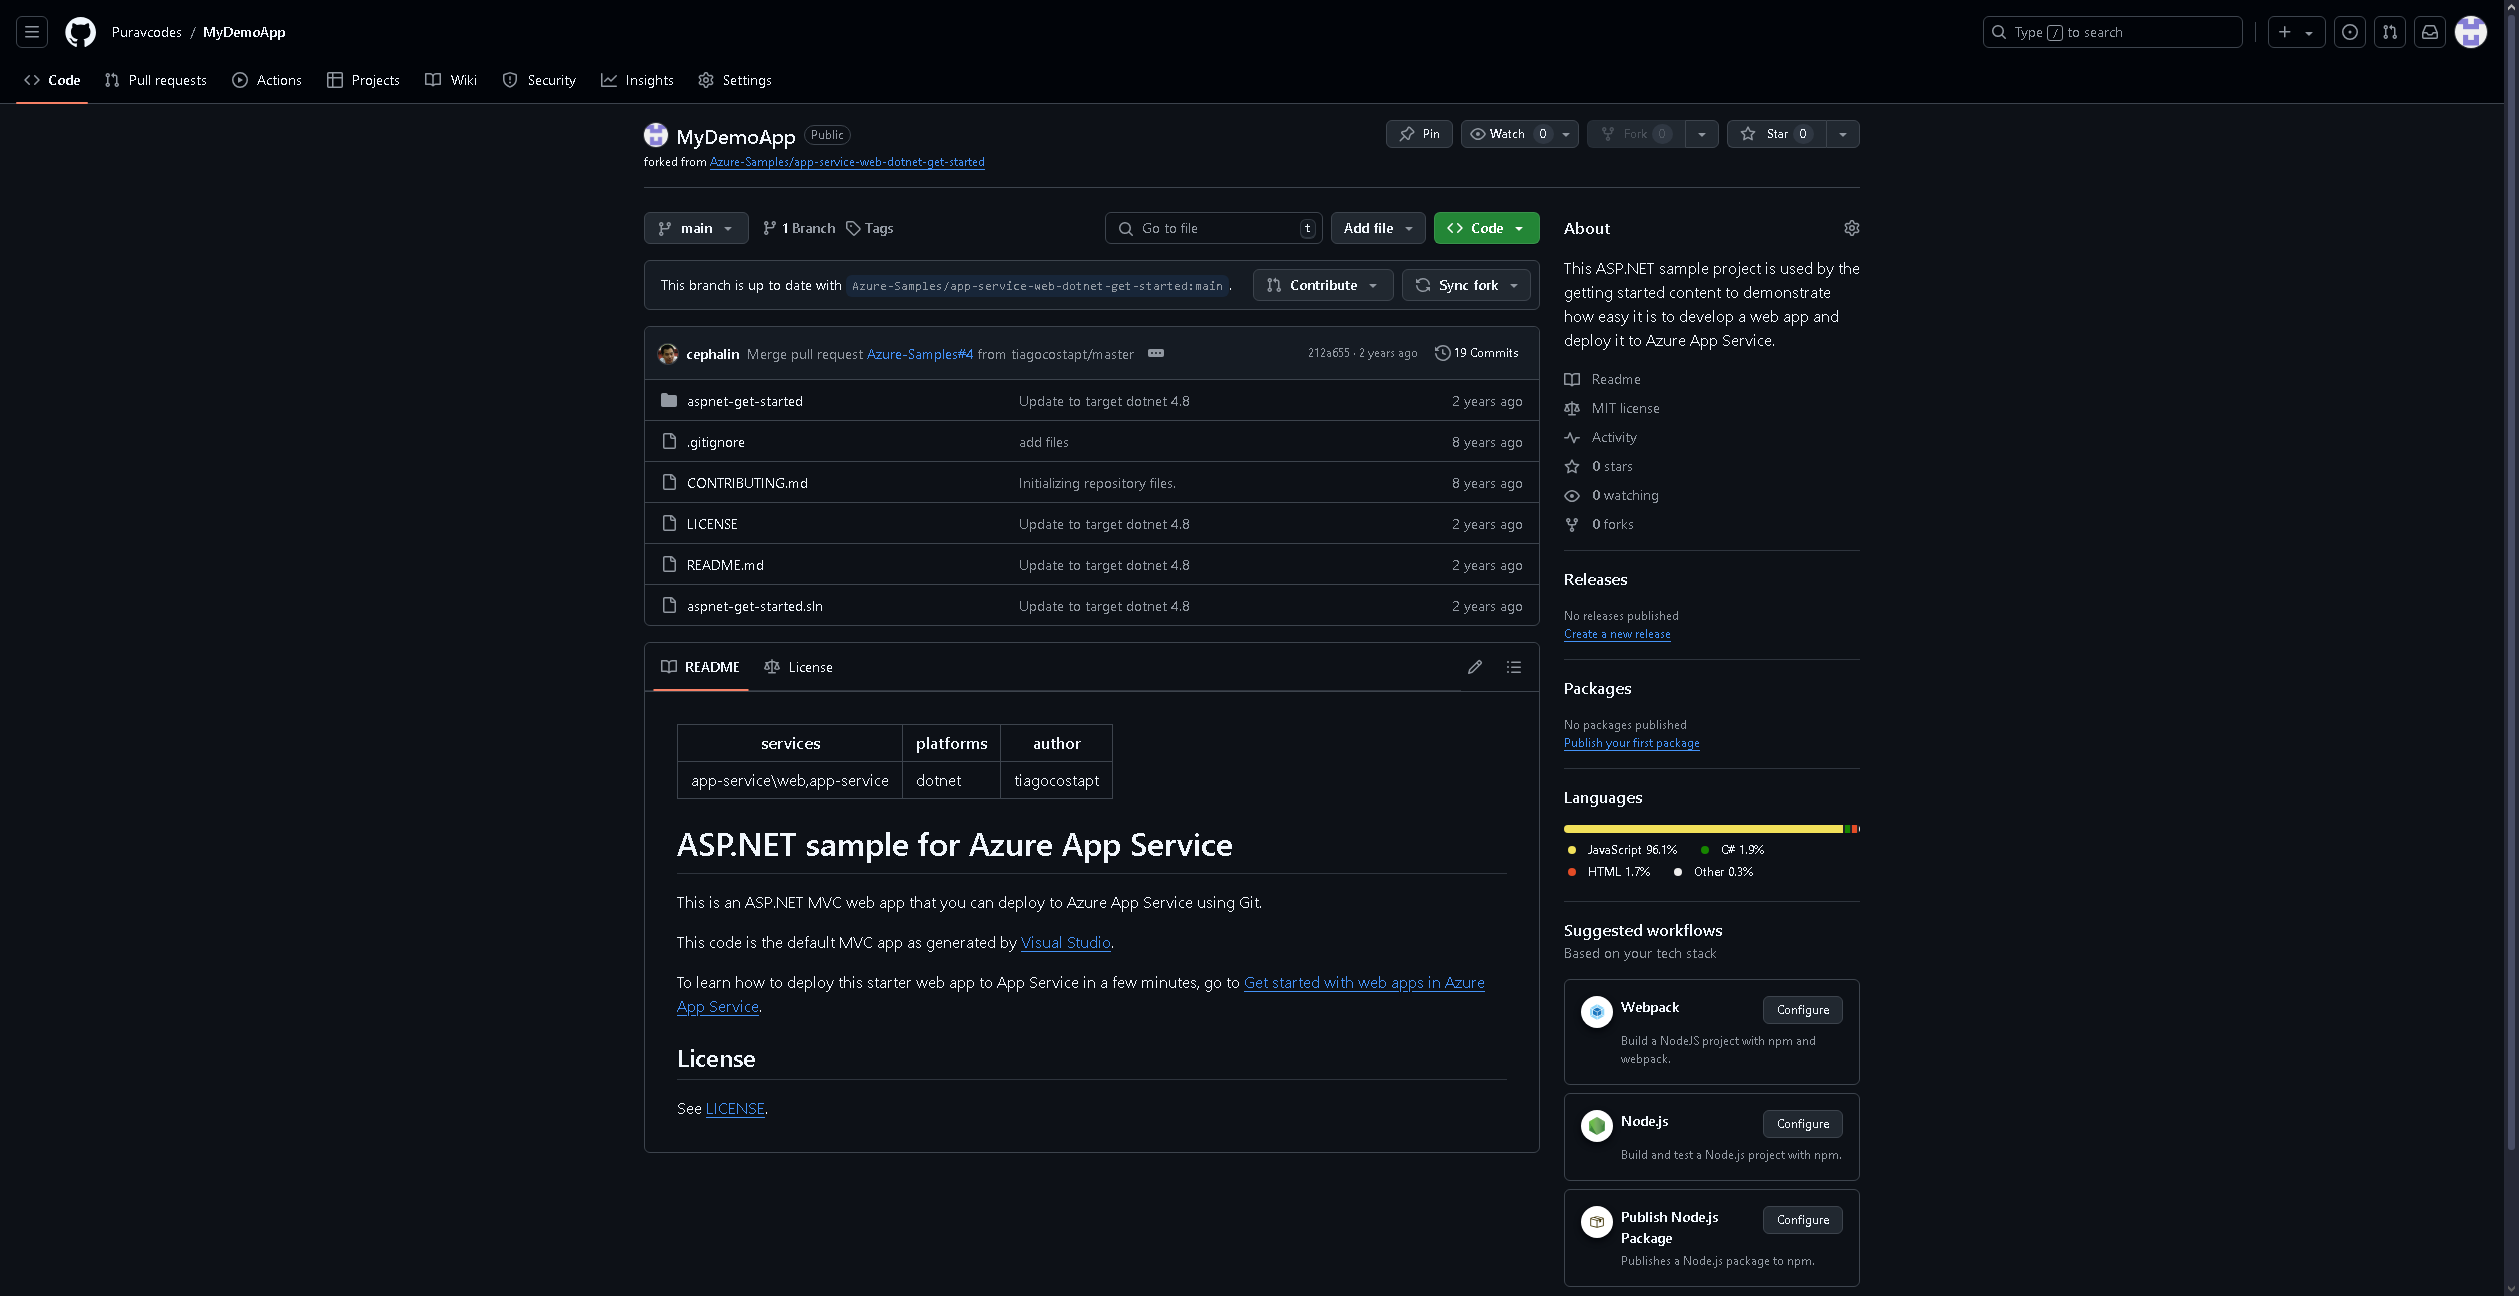 Puravcodes / MyDemoApp
Type / to search
Code Pull requests Actions Projects Wiki Security Insights Settings
MyDemoApp Public
forked from Azure-Samples/app-service-web-dotnet-get-started
Pin Watch 0 Fork 0 Star 0
main 1 Branch Tags
Go to file t Add file Code
This branch is up to date with Azure-Samples/app-service-web-dotnet-get-started:main .
Contribute Sync fork
cephalin Merge pull request Azure-Samples#4 from tiagocostapt/master 212a655 · 2 years ago 19 Commits
aspnet-get-started Update to target dotnet 4.8 2 years ago
.gitignore add files 8 years ago
CONTRIBUTING.md Initializing repository files. 8 years ago
LICENSE Update to target dotnet 4.8 2 years ago
README.md Update to target dotnet 4.8 2 years ago
aspnet-get-started.sln Update to target dotnet 4.8 2 years ago
README License
services platforms author
app-service\web,app-service dotnet tiagocostapt
ASP.NET sample for Azure App Service
This is an ASP.NET MVC web app that you can deploy to Azure App Service using Git.
This code is the default MVC app as generated by Visual Studio.
To learn how to deploy this starter web app to App Service in a few minutes, go to Get started with web apps in Azure
App Service.
License
See LICENSE.
About
This ASP.NET sample project is used by the
getting started content to demonstrate
how easy it is to develop a web app and
deploy it to Azure App Service.
Readme
MIT license
Activity
0 stars
0 watching
0 forks
Releases
No releases published
Create a new release
Packages
No packages published
Publish your first package
Languages
JavaScript 96.1% C# 1.9%
HTML 1.7% Other 0.3%
Suggested workflows
Based on your tech stack
Webpack Configure
Build a NodeJS project with npm and
webpack.
Node.js Configure
Build and test a Node.js project with npm.
Publish Node.js Configure
Package
Publishes a Node.js package to npm.